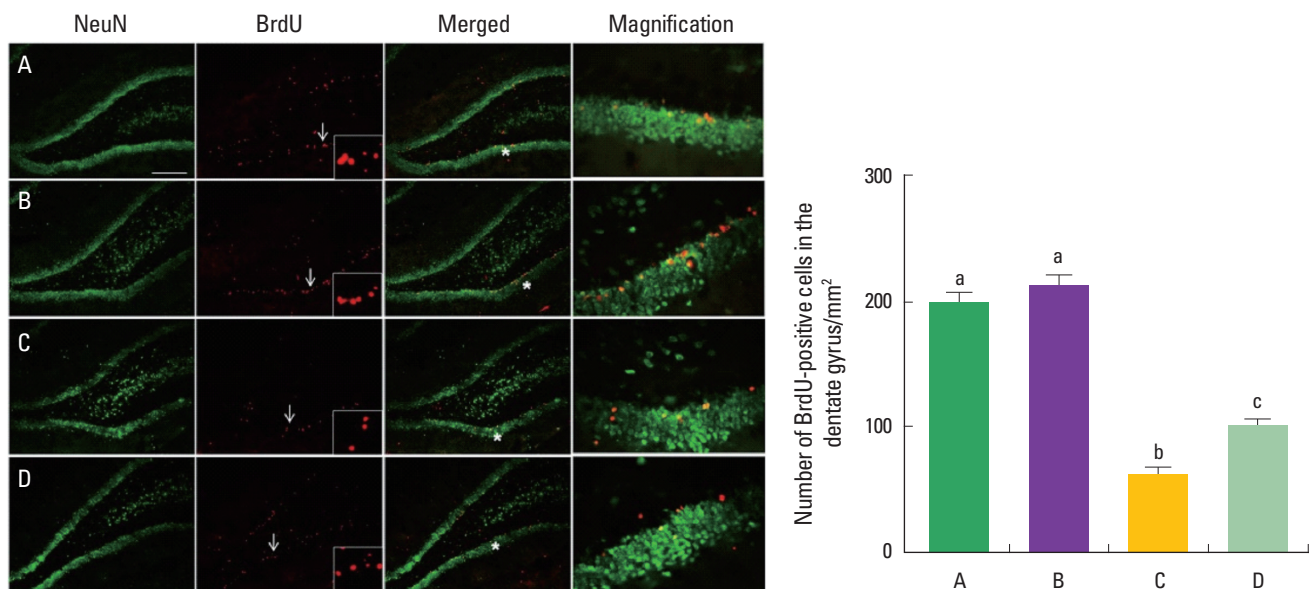 NeuN BrdU Merged Magnification
A
B
C
D
*
*
*
*
Number of BrdU-positive cells in the
dentate gyrus/mm²
300
200
100
0
a
a
b
c
A B C D